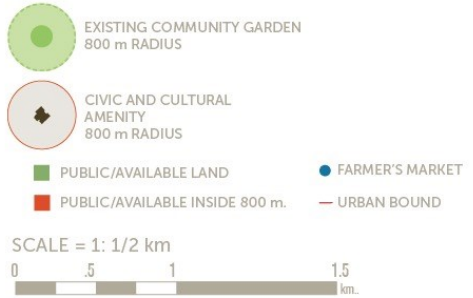 EXISTING COMMUNITY GARDEN
800 m RADIUS
CIVIC AND CULTURAL
AMENITY
800 m RADIUS
PUBLIC/AVAILABLE LAND
FARMER'S MARKET
PUBLIC/AVAILABLE INSIDE 800 m.
URBAN BOUND
SCALE = 1: 1/2 km
0 .5 1 1.5
km.